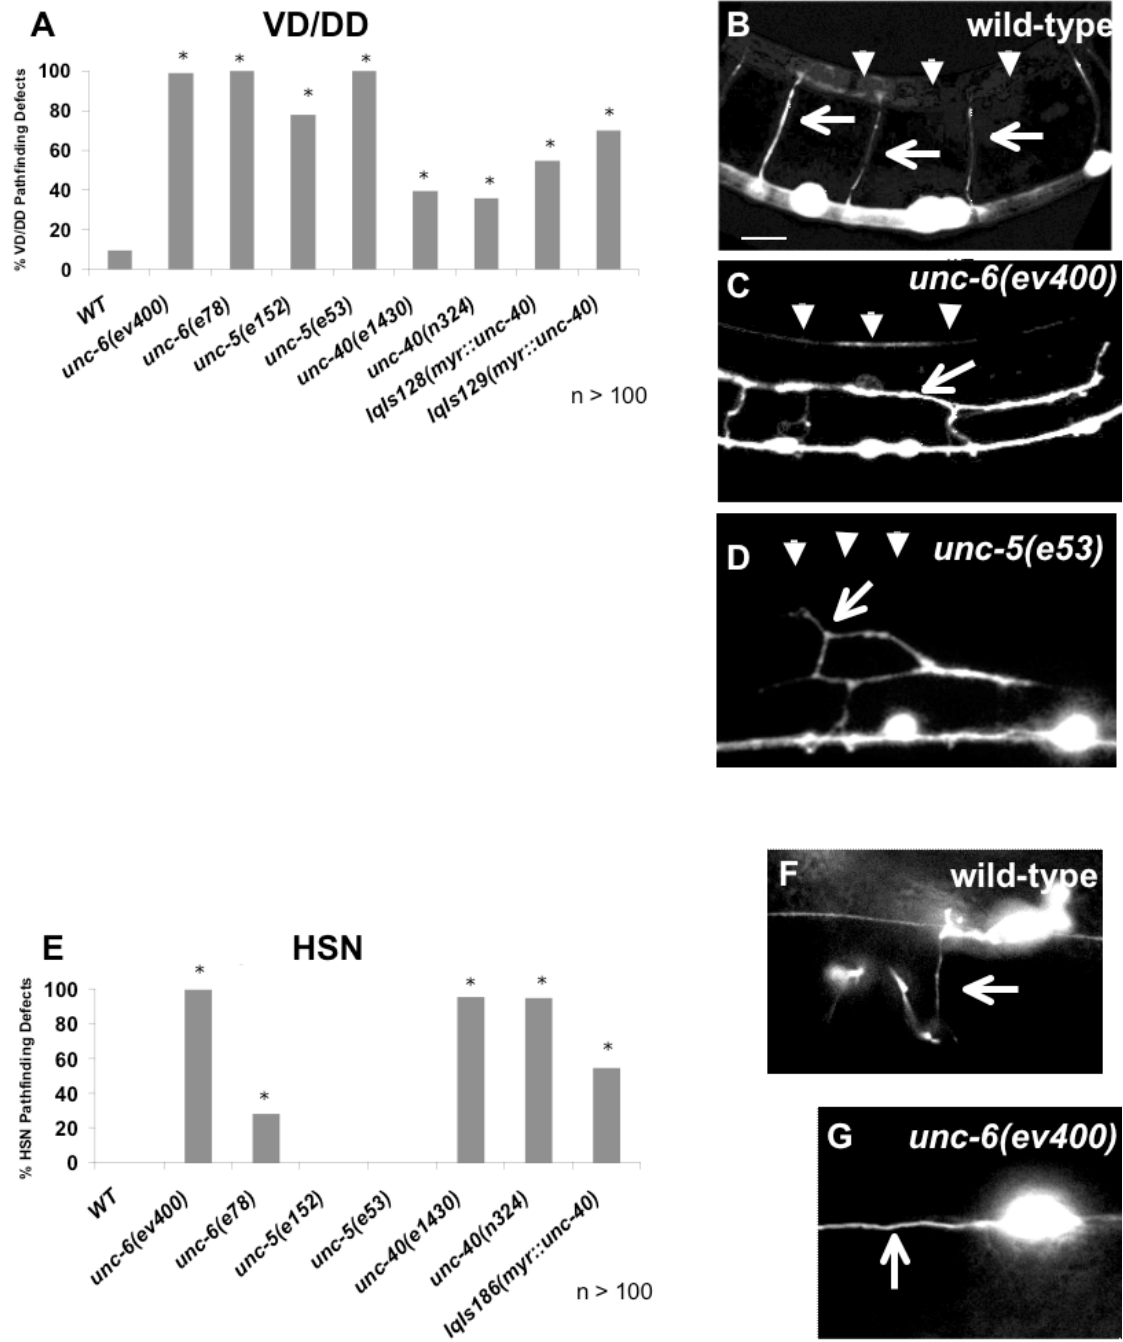 A VD/DD
% VD/DD Pathfinding Defects
100
80
60
40
20
0
* * * * * * * *
WT
unc-6(ev400)
unc-6(e78)
unc-5(e152)
unc-5(e53)
unc-40(e1430)
unc-40(n324)
lqIs128(myr::unc-40)
lqIs129(myr::unc-40)
n > 100
B wild-type
C unc-6(ev400)
D unc-5(e53)
E HSN
% HSN Pathfinding Defects
100
80
60
40
20
0
* * * * *
WT
unc-6(ev400)
unc-6(e78)
unc-5(e152)
unc-5(e53)
unc-40(e1430)
unc-40(n324)
lqIs186(myr::unc-40)
n > 100
F wild-type
G unc-6(ev400)